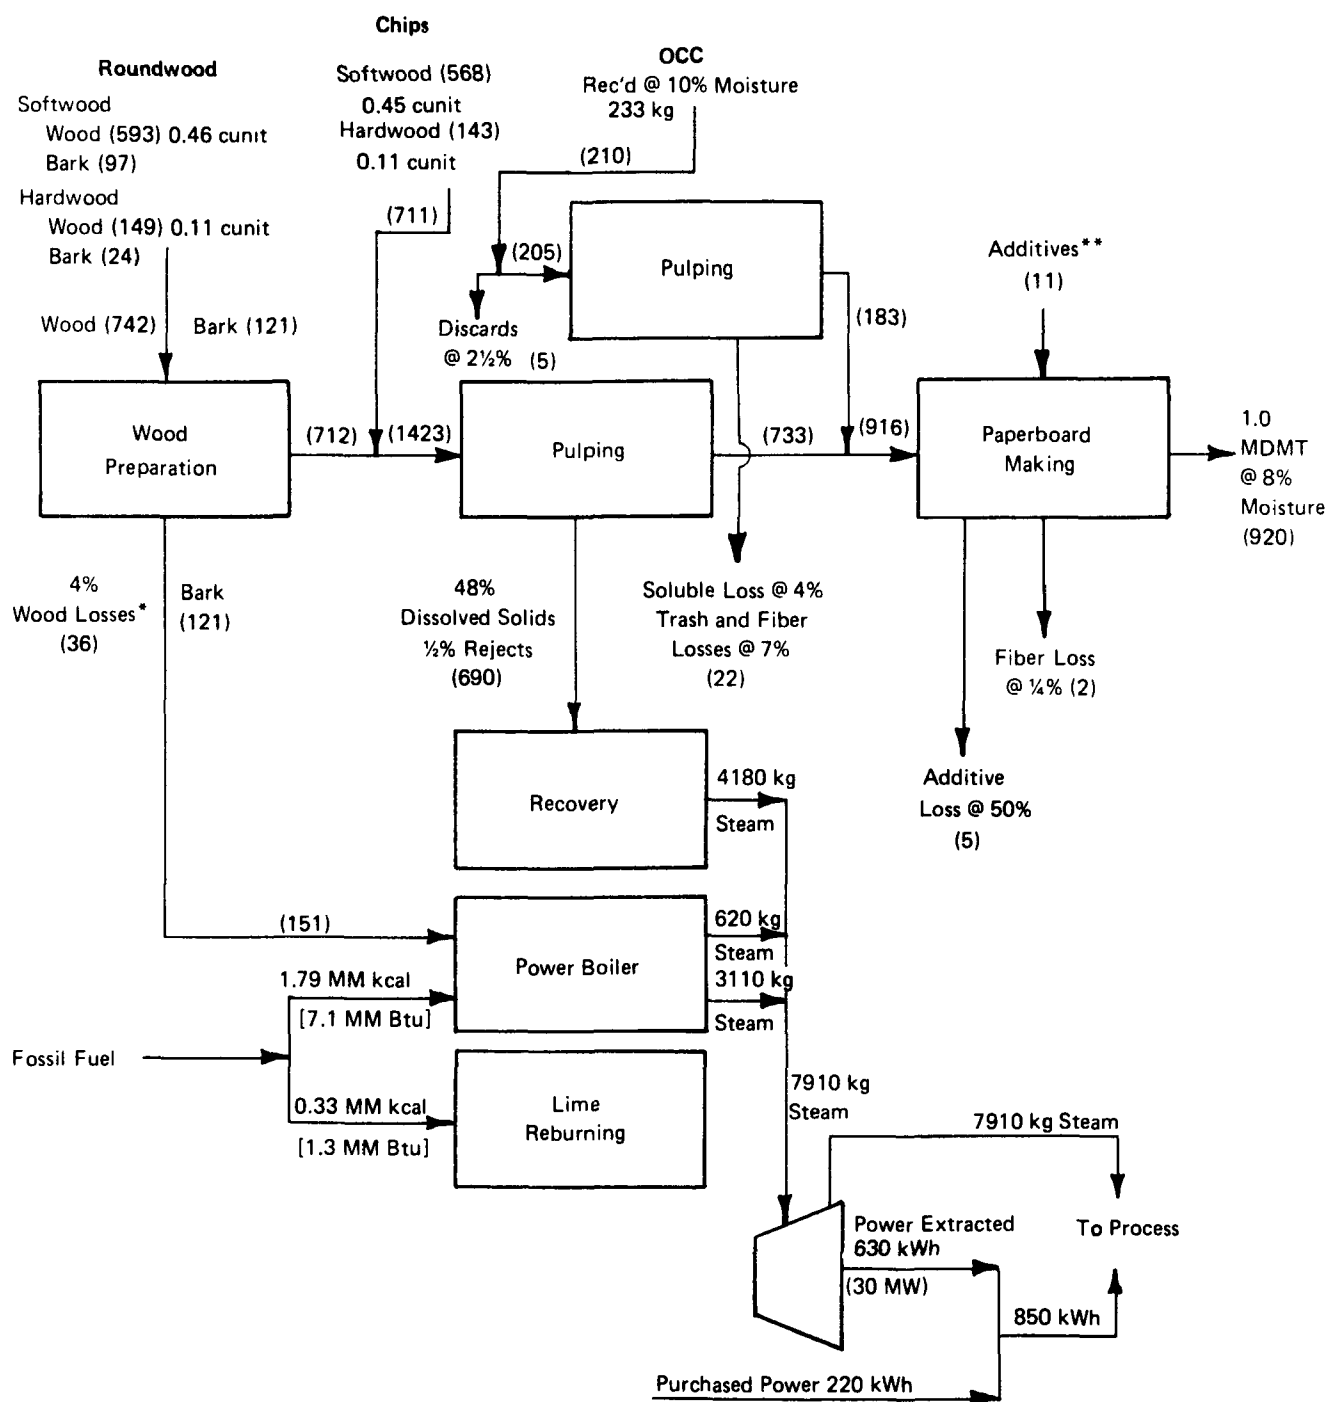 Chips
Roundwood
Softwood
Wood (593) 0.46 cunit
Bark (97)
Hardwood
Wood (149) 0.11 cunit
Bark (24)
Softwood (568)
0.45 cunit
Hardwood (143)
0.11 cunit
OCC
Rec'd @ 10% Moisture
233 kg
(210)
(711)
(205)
Pulping
Additives**
(11)
Wood (742)
Bark (121)
Discards
@ 2½% (5)
(183)
Wood
Preparation
(712)
(1423)
Pulping
(733)
(916)
Paperboard
Making
1.0
MDMT
@ 8%
Moisture
(920)
4%
Wood Losses*
(36)
Bark
(121)
48%
Dissolved Solids
½% Rejects
(690)
Soluble Loss @ 4%
Trash and Fiber
Losses @ 7%
(22)
Fiber Loss
@ ¼% (2)
Additive
Loss @ 50%
(5)
Recovery
4180 kg
Steam
(151)
Power Boiler
620 kg
Steam
3110 kg
Steam
1.79 MM kcal
[7.1 MM Btu]
Fossil Fuel
0.33 MM kcal
[1.3 MM Btu]
Lime
Reburning
7910 kg
Steam
7910 kg Steam
Power Extracted
630 kWh
(30 MW)
To Process
850 kWh
Purchased Power 220 kWh